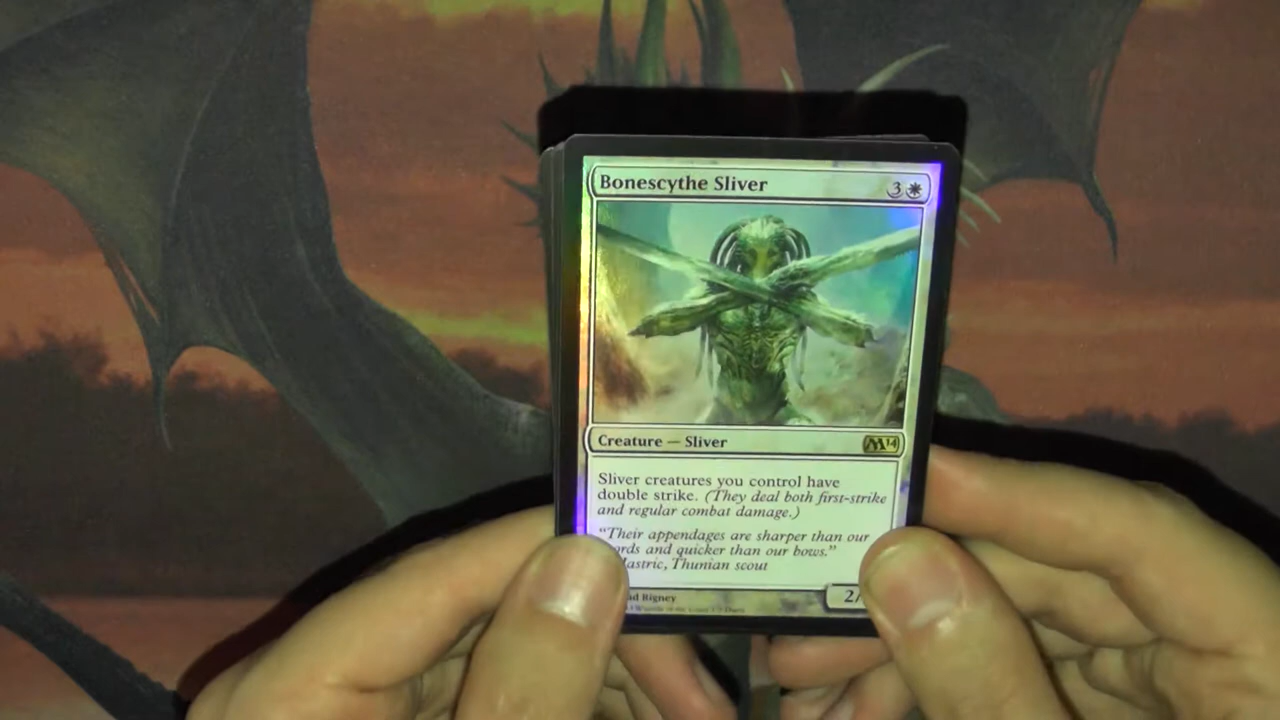 Bonescythe Sliver 3
Creature — Sliver M14
Sliver creatures you control have
double strike. (They deal both first-strike
and regular combat damage.)
"Their appendages are sharper than our
ords and quicker than our bows."
astric, Thunian scout
ad Rigney 2/